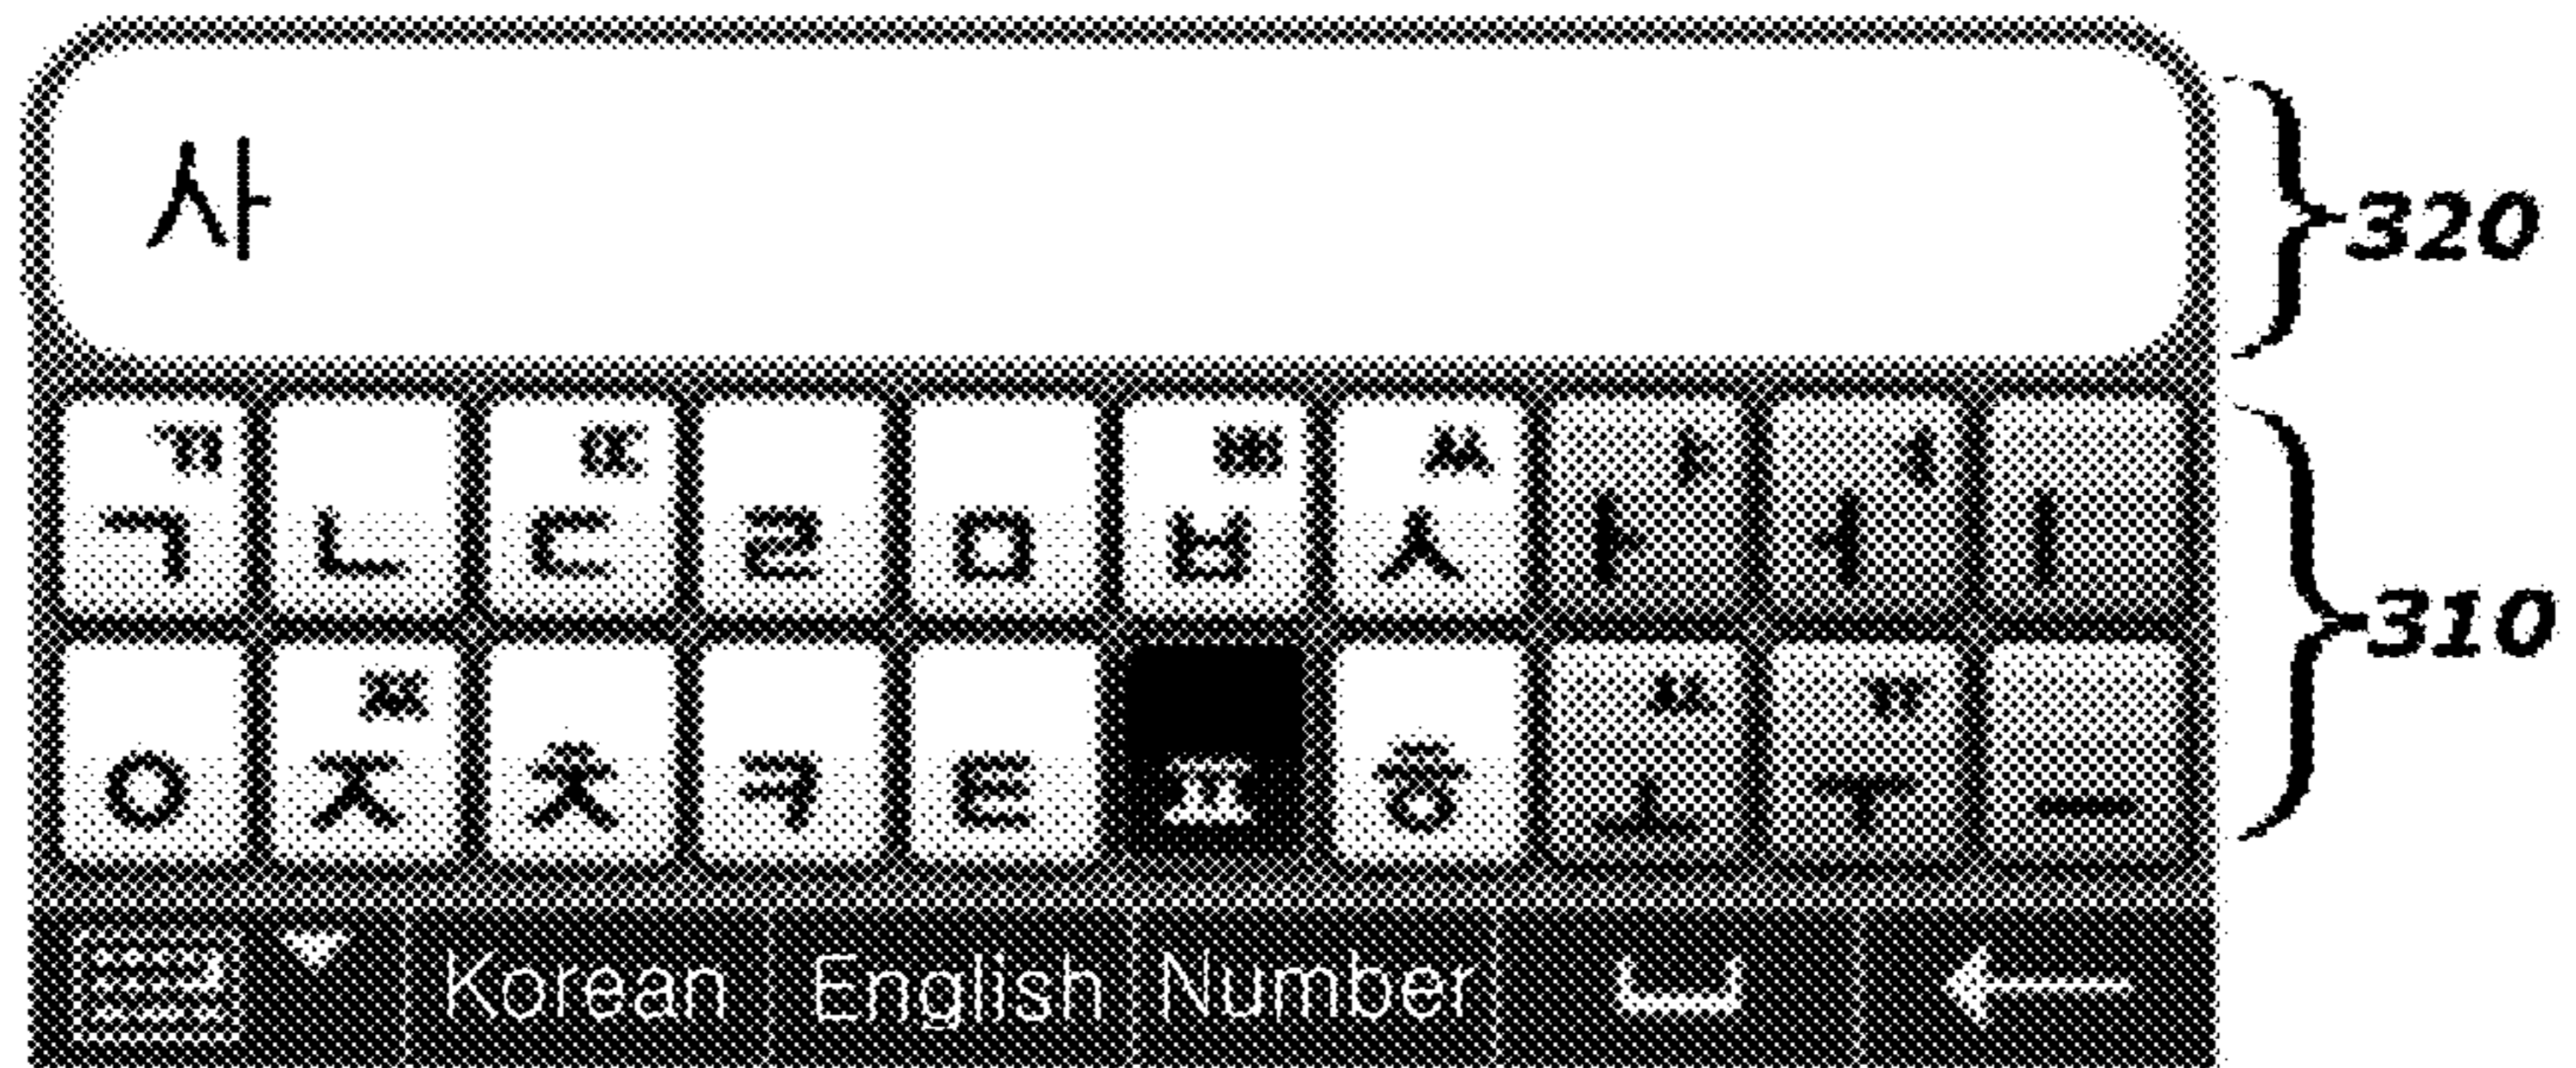 사
320
ㄲ ㄸ ㅃ ㅆ ㅑ ㅕ
ㄱ ㄴ ㄷ ㄹ ㅁ ㅂ ㅅ ㅏ ㅓ ㅣ
310
ㅉ ㅛ ㅠ
ㅇ ㅈ ㅊ ㅋ ㅌ ㅍ ㅎ ㅗ ㅜ ㅡ
Korean English Number